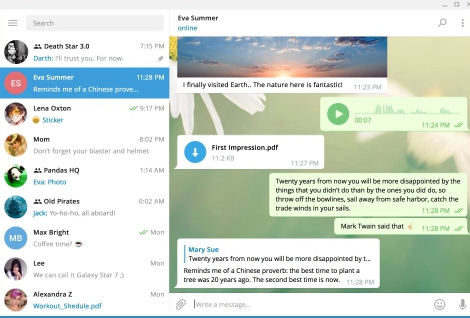 Search
Death Star 3.0
7:15 PM
Darth: I'll trust you. For now.
ES
Eva Summer
11:28 PM
Reminds me of a Chinese prove...
Lena Oxton
9:17 PM
Sticker
Mom
8:02 PM
Don't forget your blaster and helmet
Pandas HQ
1:14 AM
Eva: Photo
Old Pirates
0:02 AM
Jack: Yo-ho-ho, all aboard!
MB
Max Bright
Mon
Coffee time?
Lee
Mon
We can call it Galaxy Star 7 ;)
Alexandra Z
Mon
Workout_Shedule.pdf
Eva Summer
online
I finally visited Earth.. The nature here is fantastic!
11:23 PM
00:07
11:24 PM
First Impression.pdf
11.2 KB
11:27 PM
Twenty years from now you will be more disappointed by the
things that you didn't do than by the ones you did do, so
throw off the bowlines, sail away from safe harbor, catch the
trade winds in your sails.
11:28 PM
Mark Twain said that
11:28 PM
Mary Sue
Twenty years from now you will be more disappointed by t...
Reminds me of a Chinese proverb: the best time to plant a
tree was 20 years ago. The second best time is now.
11:28 PM
Write a message...